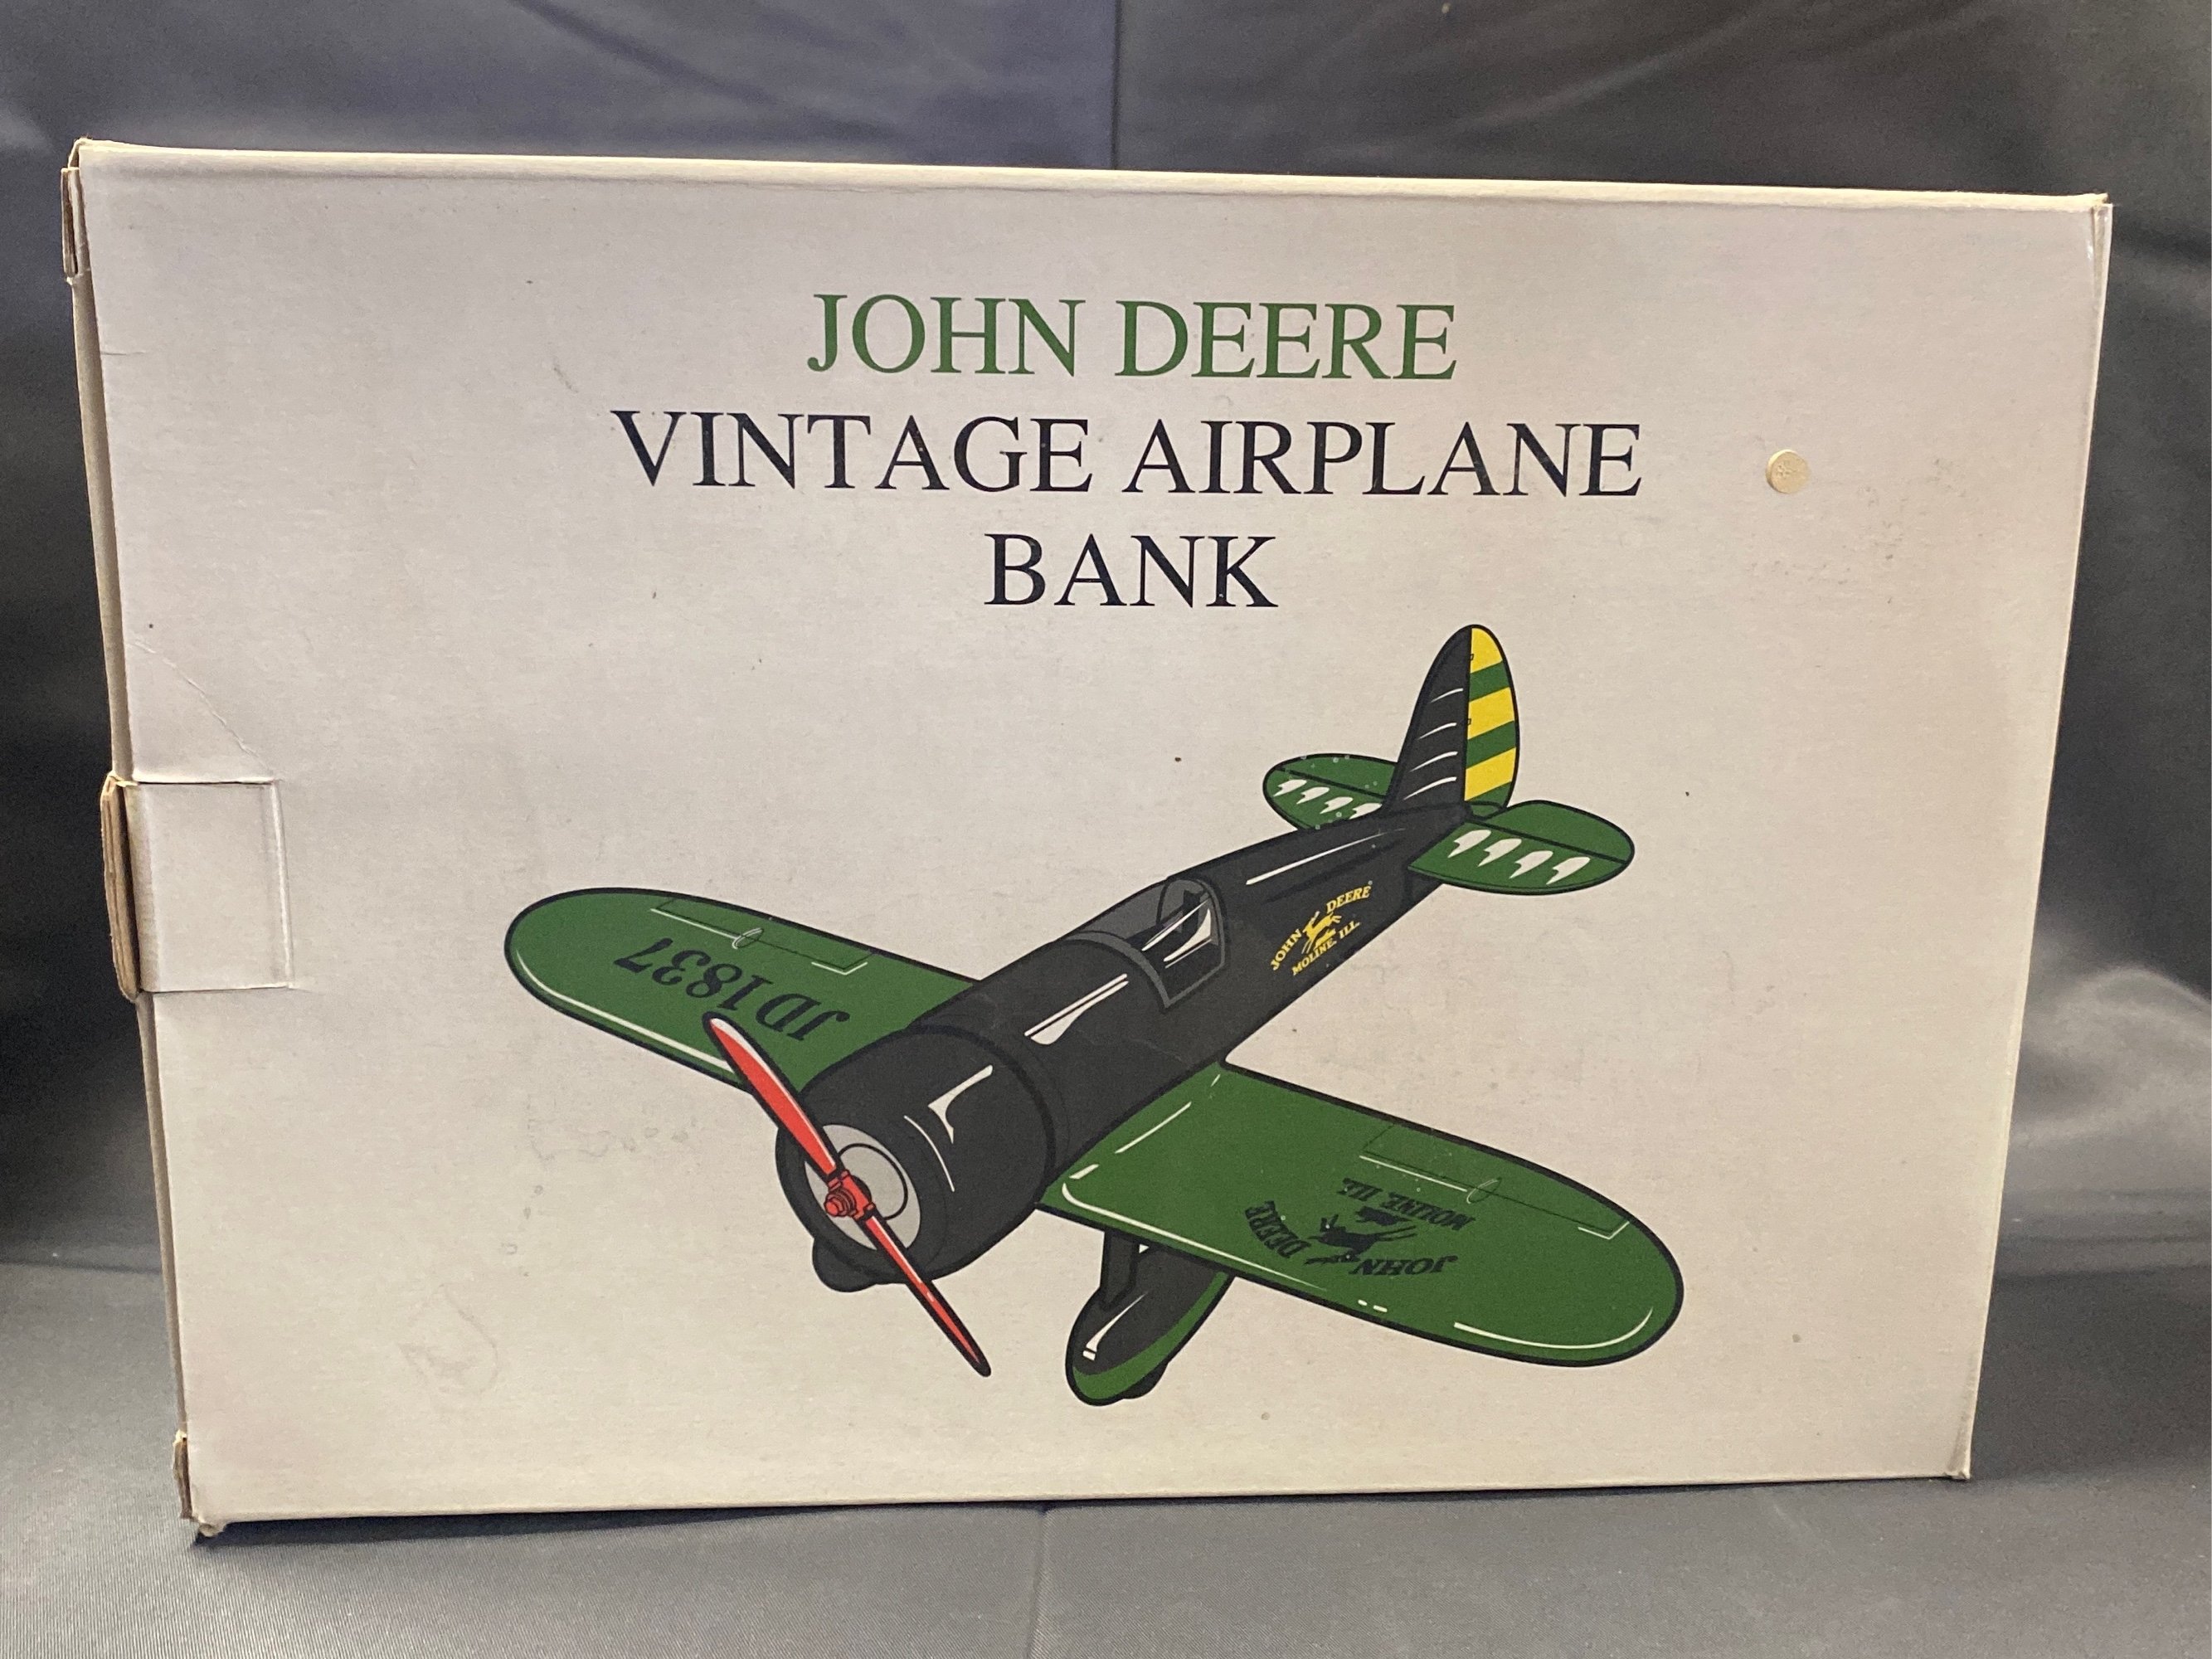 JOHN DEERE
VINTAGE AIRPLANE
BANK
JOHN DEERE
MOLINE, ILL.
JD1837
JOHN DEERE
MOLINE ILL